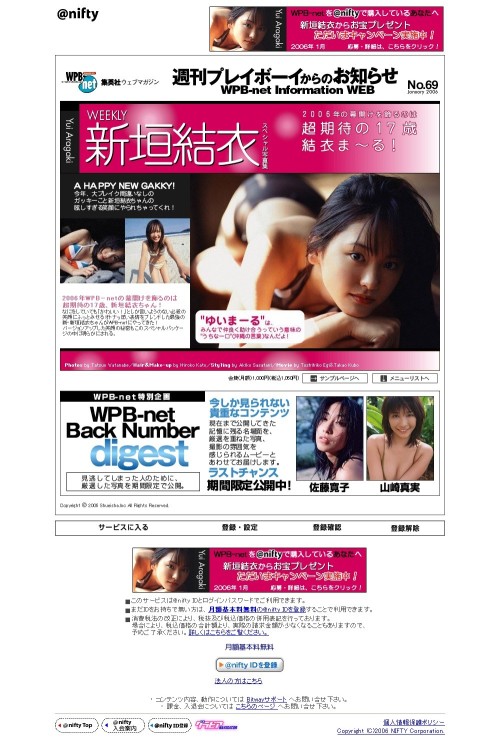 @nifty
WPB-netを@niftyで購入しているあなたへ
新垣結衣からお宝プレゼント
ただいまキャンペーン実施中！
2006年1月 応募・詳細は、こちらをクリック！
Yui Aragaki
WPB net 集英社ウェブマガジン
週刊プレイボーイからのお知らせ
WPB-net Information WEB
No.69
January 2006
Yui Aragaki
WEEKLY
新垣結衣
スペシャル写真集
2006年の幕開けを飾るのは
超期待の17歳
結衣ま～る！
A HAPPY NEW GAKKY!
今年、大ブレイク間違いなしの
ガッキーこと新垣結衣ちゃんの
眩しすぎる笑顔にやられちゃってくれ！
2006年WPB-netの幕開けを飾るのは
超期待の17歳、新垣結衣ちゃん！
"ゆいまーる"は、
みんなで仲良く助け合うっていう意味の
"うちなー口"(沖縄の言葉)なんだよ！
Photos by Tatsuo Watanabe/Hair&Make-up by Hiroko Kato/Styling by Akiko Sasataki/Movie by Toshihiko Egi&Takao Kubo
会費(月額)1,000円(税込1,050円)
サンプルページへ
メニューリストへ
WPB-net 特別企画
WPB-net
Back Number
digest
見逃してしまった人のために、
厳選した写真を期間限定で公開。
今しか見られない
貴重なコンテンツ
現在まで公開してきた
記憶に残る名場面を、
厳選を重ねた写真、
撮影の雰囲気を
感じられるムービーと
あわせてお届けします。
ラストチャンス
期間限定公開中！
佐藤寛子
山崎真実
Copyright © 2006 Shueisha.Inc All Rights Reserved.
サービスに入る
登録・設定
登録確認
登録解除
Yui Aragaki
WPB-netを@niftyで購入しているあなたへ
新垣結衣からお宝プレゼント
ただいまキャンペーン実施中！
2006年1月 応募・詳細は、こちらをクリック！
■このサービスは@nifty IDとログインパスワードでご利用できます。
■まだIDをお持ちで無い方は、月額基本料無料の@nifty IDを登録することで利用できます。
■消費税法の改正により、税抜及び税込価格の併用表記を行っております。
場合により、税込価格の合計額より、実際の請求金額が少なくなることもありますので、
予めご了承ください。詳しくはこちらをご覧ください。
月額基本料無料
@nifty IDを登録
法人の方はこちら
・コンテンツ内容、動作については Bitwayサポート へお問い合せ下さい。
・課金、入退会については こちらのページ へお問い合せ下さい。
@nifty Top
@nifty 入会案内
@nifty ID登録
個人情報保護ポリシー
Copyright (C)2006 NIFTY Corporation.